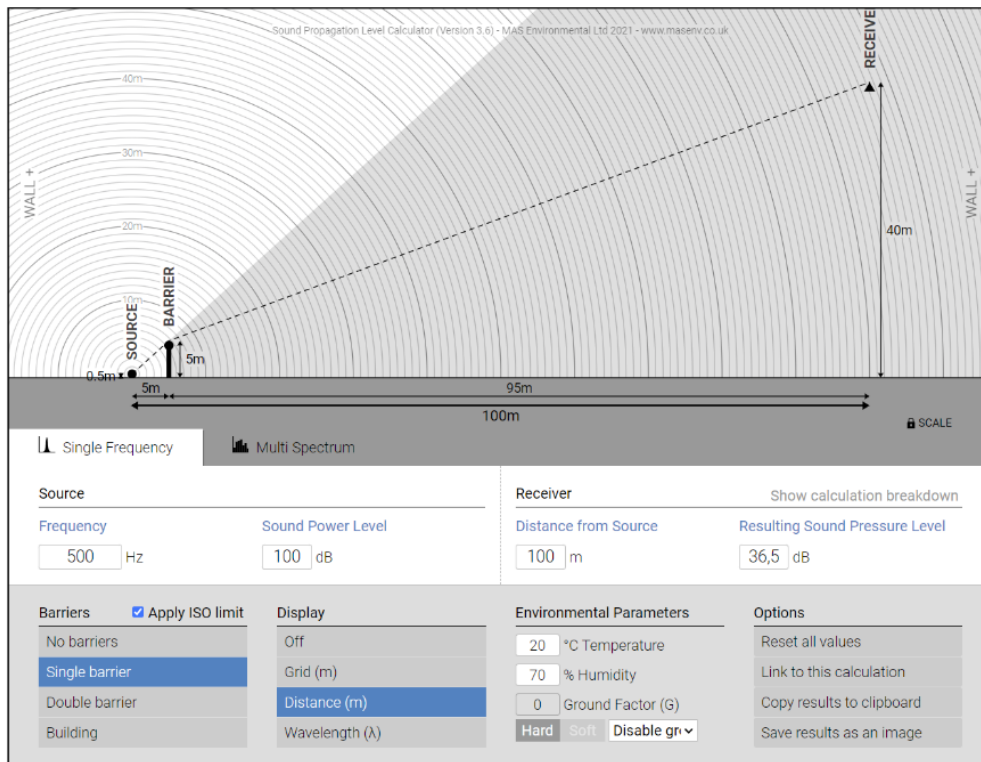 Sound Propagation Level Calculator (Version 3.6) - MAS Environmental Ltd 2021 - www.masenv.co.uk
RECEIVE
40m
30m
WALL +
WALL +
20m
40m
10m
SOURCE
BARRIER
5m
0.5m
5m
95m
100m
SCALE
Single Frequency
Multi Spectrum
Source
Receiver
Show calculation breakdown
Frequency
Sound Power Level
Distance from Source
Resulting Sound Pressure Level
500 Hz
100 dB
100 m
36,5 dB
Barriers
Apply ISO limit
Display
Environmental Parameters
Options
No barriers
Off
20 °C Temperature
Reset all values
Single barrier
Grid (m)
70 % Humidity
Link to this calculation
Double barrier
Distance (m)
0 Ground Factor (G)
Copy results to clipboard
Building
Wavelength (λ)
Hard Soft Disable gr
Save results as an image